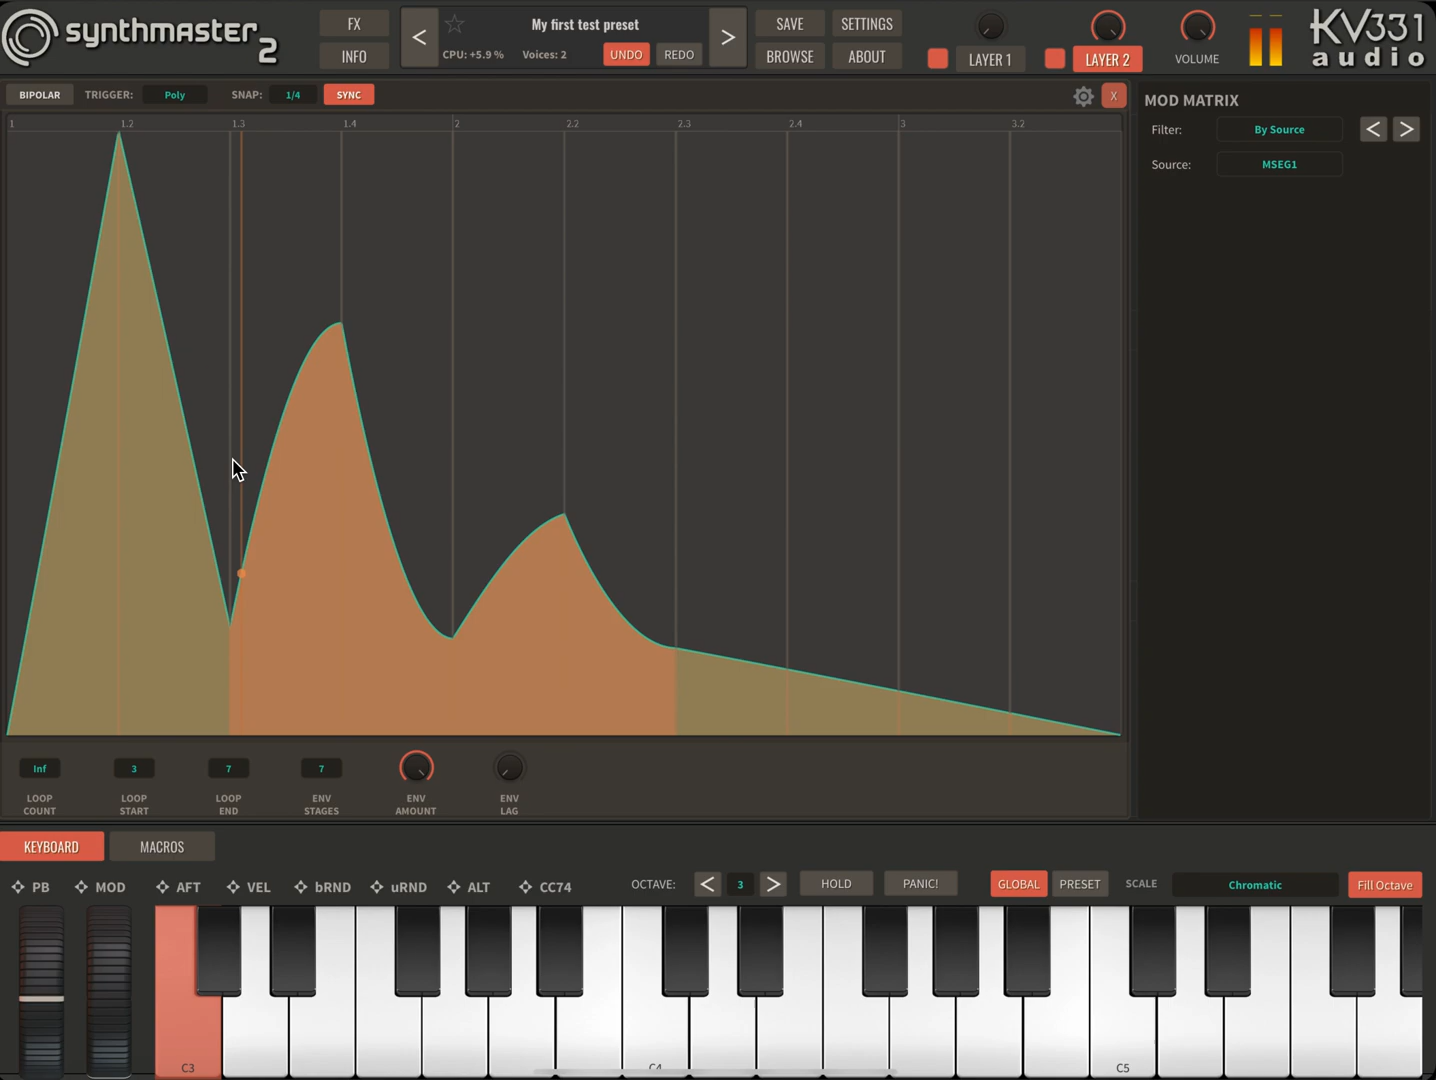 synthmaster 2
FX
INFO
<
My first test preset
CPU: +5.9 %
Voices: 2
UNDO
REDO
>
SAVE
SETTINGS
BROWSE
ABOUT
LAYER 1
LAYER 2
VOLUME
KV331
audio
BIPOLAR
TRIGGER: Poly
SNAP: 1/4
SYNC
X
1 1.2 1.3 1.4 2 2.2 2.3 2.4 3 3.2
MOD MATRIX
Filter: By Source < >
Source: MSEG1
Inf 3 7 7
LOOP COUNT
LOOP START
LOOP END
ENV STAGES
ENV AMOUNT
ENV LAG
KEYBOARD
MACROS
PB MOD AFT VEL bRND uRND ALT CC74
OCTAVE: < 3 >
HOLD
PANIC!
GLOBAL
PRESET
SCALE
Chromatic
Fill Octave
C3 C4 C5